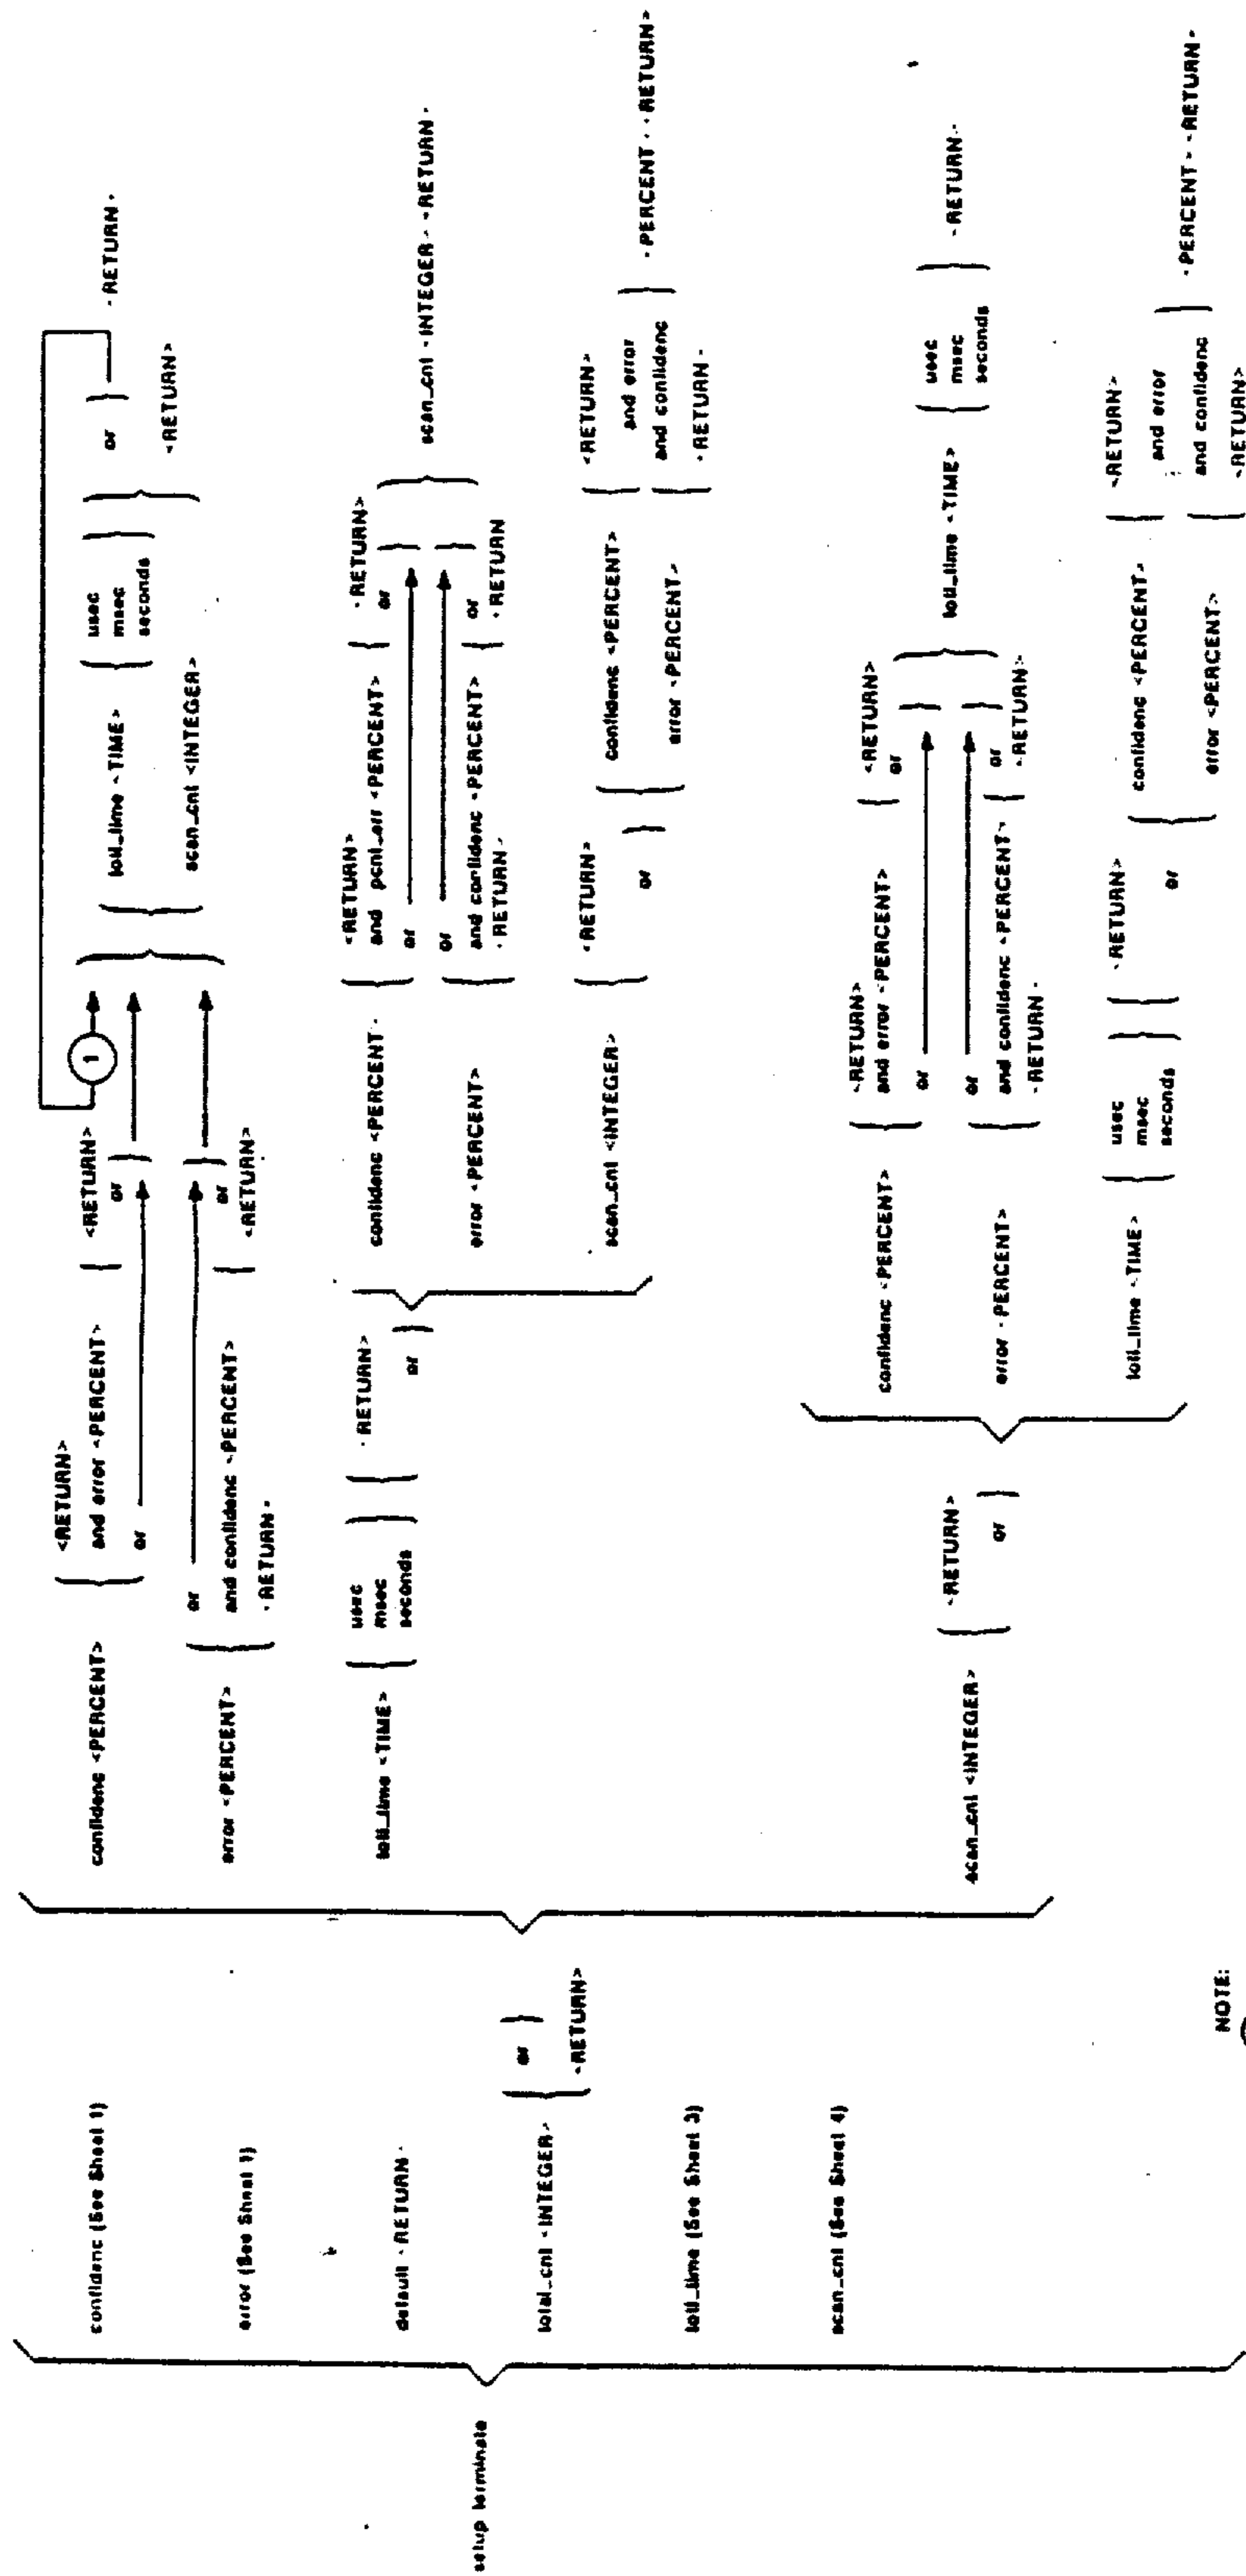 setup terminate
confidenc (See Sheet 1)
error (See Sheet 1)
default <RETURN>
total_cnt <INTEGER>
or
<RETURN>
totl_time (See Sheet 3)
scan_cnt (See Sheet 4)
confidenc <PERCENT>
<RETURN>
and error <PERCENT>
or
<RETURN>
or
error <PERCENT>
or
and confidenc <PERCENT>
<RETURN>
or
<RETURN>
1
totl_time <TIME>
usec
msec
seconds
scan_cnt <INTEGER>
or
<RETURN>
<RETURN>
totl_time <TIME>
usec
msec
seconds
<RETURN>
or
confidenc <PERCENT>
<RETURN>
and pcnt_err <PERCENT>
or
<RETURN>
or
error <PERCENT>
or
and confidenc <PERCENT>
<RETURN>
or
<RETURN
scan_cnt <INTEGER> <RETURN>
scan_cnt <INTEGER>
<RETURN>
or
confidenc <PERCENT>
error <PERCENT>
<RETURN>
and error
and confidenc
<RETURN>
<PERCENT> <RETURN>
scan_cnt <INTEGER>
<RETURN>
or
confidenc <PERCENT>
<RETURN>
and error <PERCENT>
or
<RETURN>
or
error <PERCENT>
or
and confidenc <PERCENT>
<RETURN>
or
<RETURN>
totl_time <TIME>
usec
msec
seconds
<RETURN>
totl_time <TIME>
usec
msec
seconds
<RETURN>
or
confidenc <PERCENT>
error <PERCENT>
<RETURN>
and error
and confidenc
<RETURN>
<PERCENT> <RETURN>
NOTE: